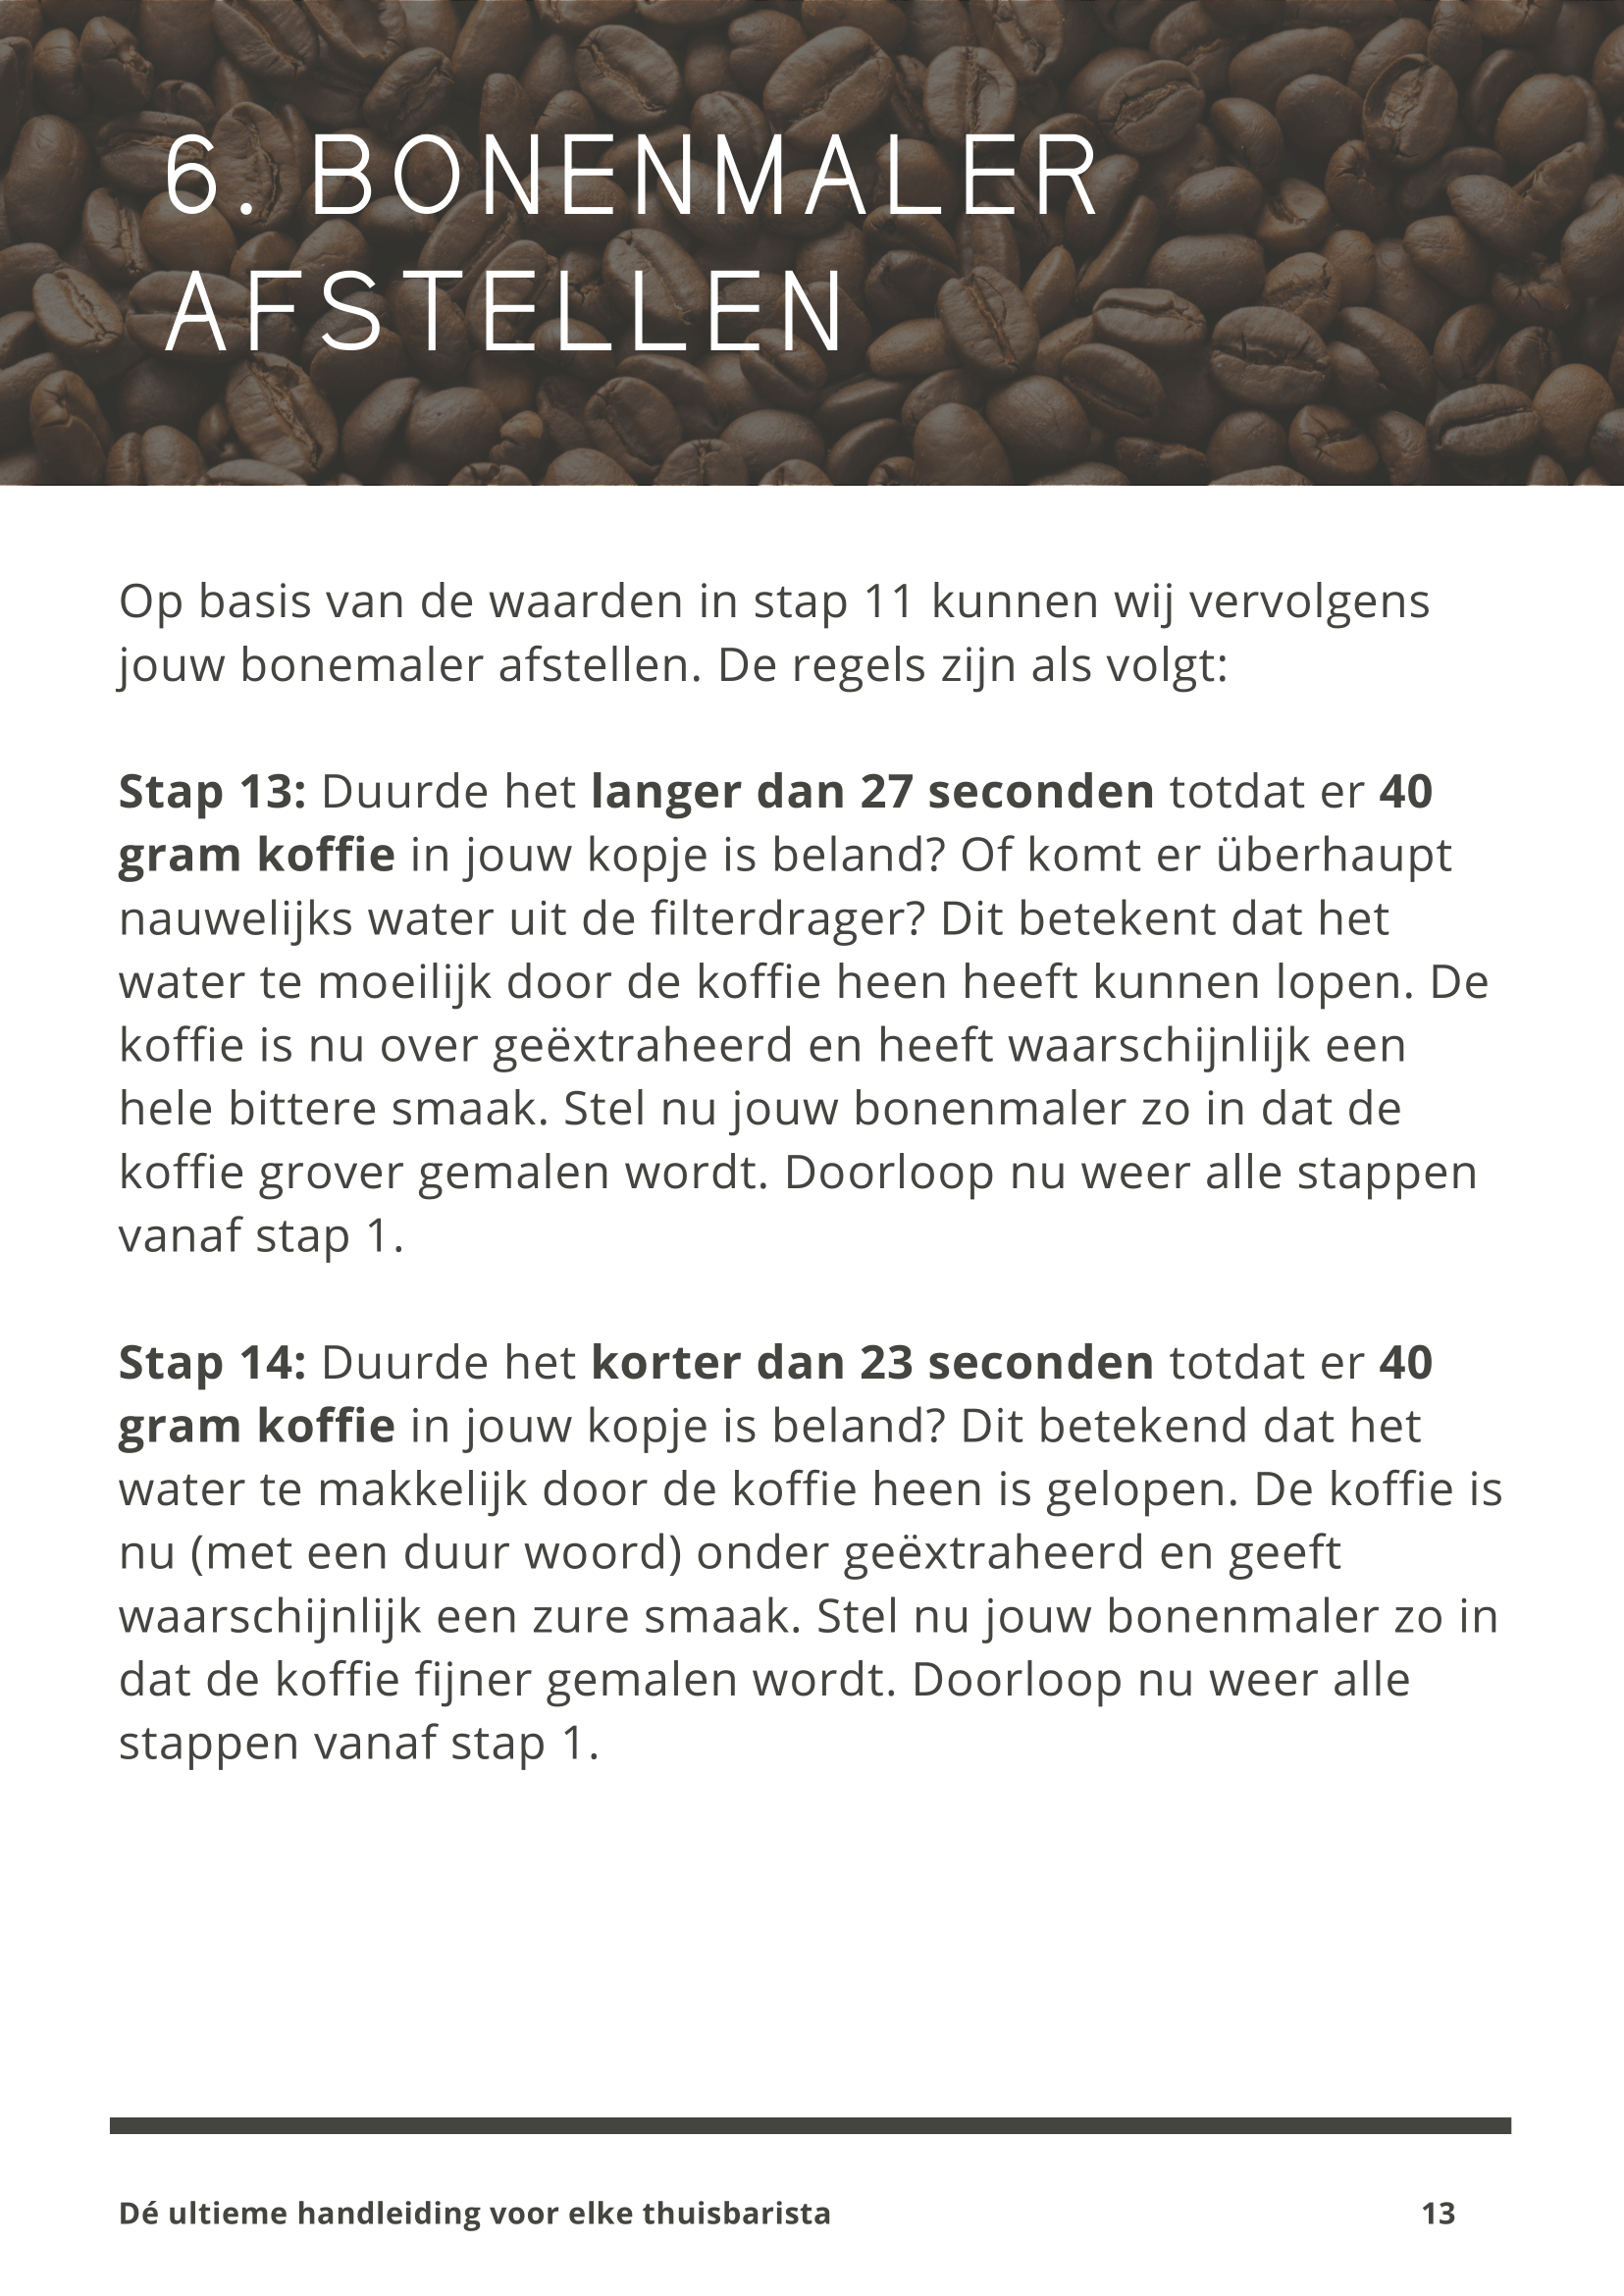 6. BONENMALER
AFSTELLEN
Op basis van de waarden in stap 11 kunnen wij vervolgens
jouw bonemaler afstellen. De regels zijn als volgt:
Stap 13: Duurde het langer dan 27 seconden totdat er 40
gram koffie in jouw kopje is beland? Of komt er überhaupt
nauwelijks water uit de filterdrager? Dit betekent dat het
water te moeilijk door de koffie heen heeft kunnen lopen. De
koffie is nu over geëxtraheerd en heeft waarschijnlijk een
hele bittere smaak. Stel nu jouw bonenmaler zo in dat de
koffie grover gemalen wordt. Doorloop nu weer alle stappen
vanaf stap 1.
Stap 14: Duurde het korter dan 23 seconden totdat er 40
gram koffie in jouw kopje is beland? Dit betekend dat het
water te makkelijk door de koffie heen is gelopen. De koffie is
nu (met een duur woord) onder geëxtraheerd en geeft
waarschijnlijk een zure smaak. Stel nu jouw bonenmaler zo in
dat de koffie fijner gemalen wordt. Doorloop nu weer alle
stappen vanaf stap 1.
Dé ultieme handleiding voor elke thuisbarista 13